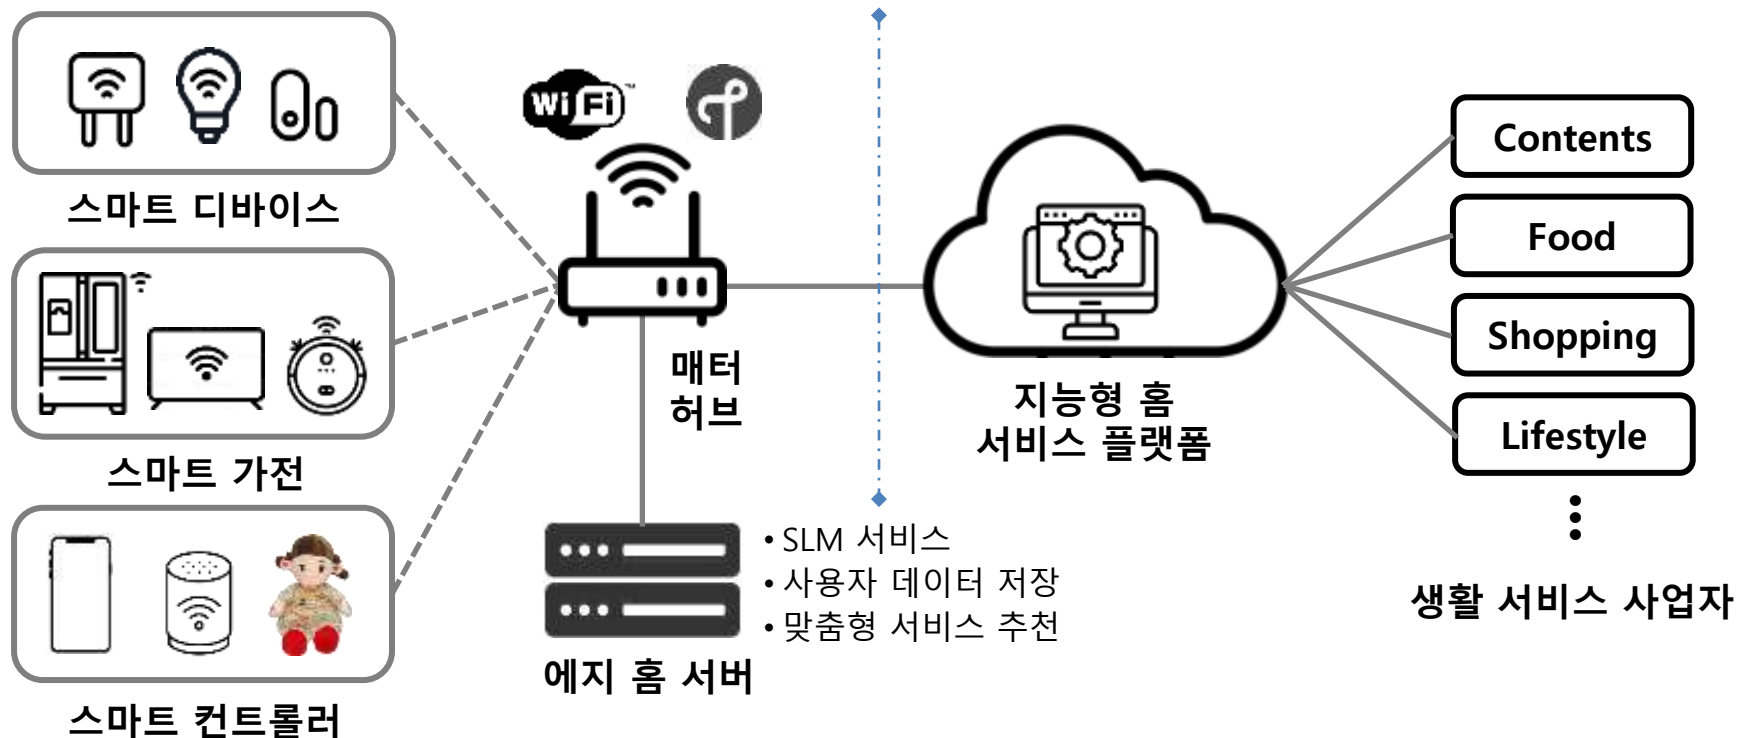 스마트 디바이스
스마트 가전
스마트 컨트롤러
Wi Fi™
매터
허브
에지 홈 서버
• SLM 서비스
• 사용자 데이터 저장
• 맞춤형 서비스 추천
지능형 홈
서비스 플랫폼
Contents
Food
Shopping
Lifestyle
생활 서비스 사업자